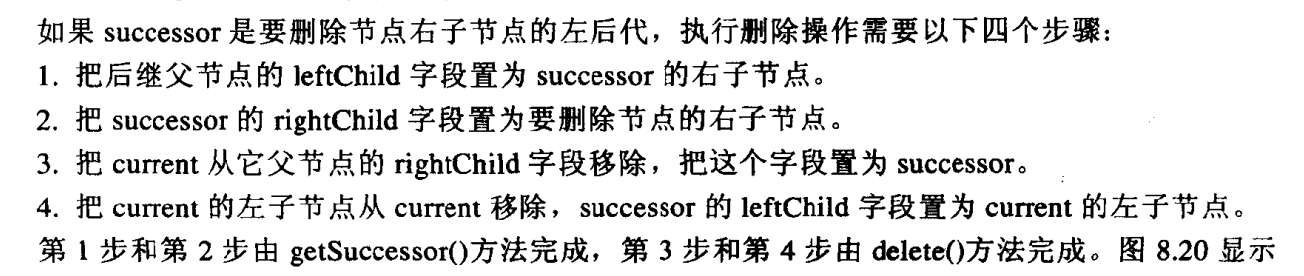 如果 successor 是要删除节点右子节点的左后代，执行删除操作需要以下四个步骤：
1. 把后继父节点的 leftChild 字段置为 successor 的右子节点。
2. 把 successor 的 rightChild 字段置为要删除节点的右子节点。
3. 把 current 从它父节点的 rightChild 字段移除，把这个字段置为 successor。
4. 把 current 的左子节点从 current 移除，successor 的 leftChild 字段置为 current 的左子节点。
第 1 步和第 2 步由 getSuccessor()方法完成，第 3 步和第 4 步由 delete()方法完成。图 8.20 显示